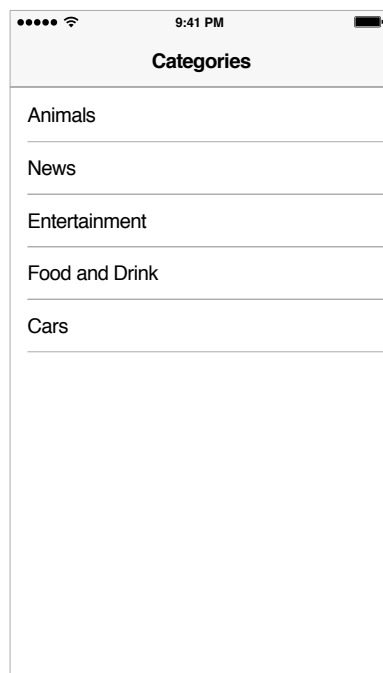 9:41 PM
Categories
Animals
News
Entertainment
Food and Drink
Cars